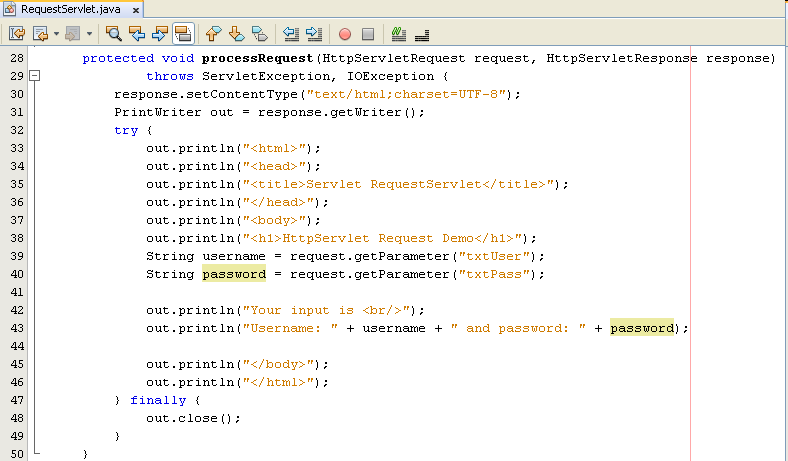 RequestServlet.java x
28 protected void processRequest(HttpServletRequest request, HttpServletResponse response)
29 throws ServletException, IOException {
30 response.setContentType("text/html;charset=UTF-8");
31 PrintWriter out = response.getWriter();
32 try {
33 out.println("<html>");
34 out.println("<head>");
35 out.println("<title>Servlet RequestServlet</title>");
36 out.println("</head>");
37 out.println("<body>");
38 out.println("<h1>HttpServlet Request Demo</h1>");
39 String username = request.getParameter("txtUser");
40 String password = request.getParameter("txtPass");
41
42 out.println("Your input is <br/>");
43 out.println("Username: " + username + " and password: " + password);
44
45 out.println("</body>");
46 out.println("</html>");
47 } finally {
48 out.close();
49 }
50 }